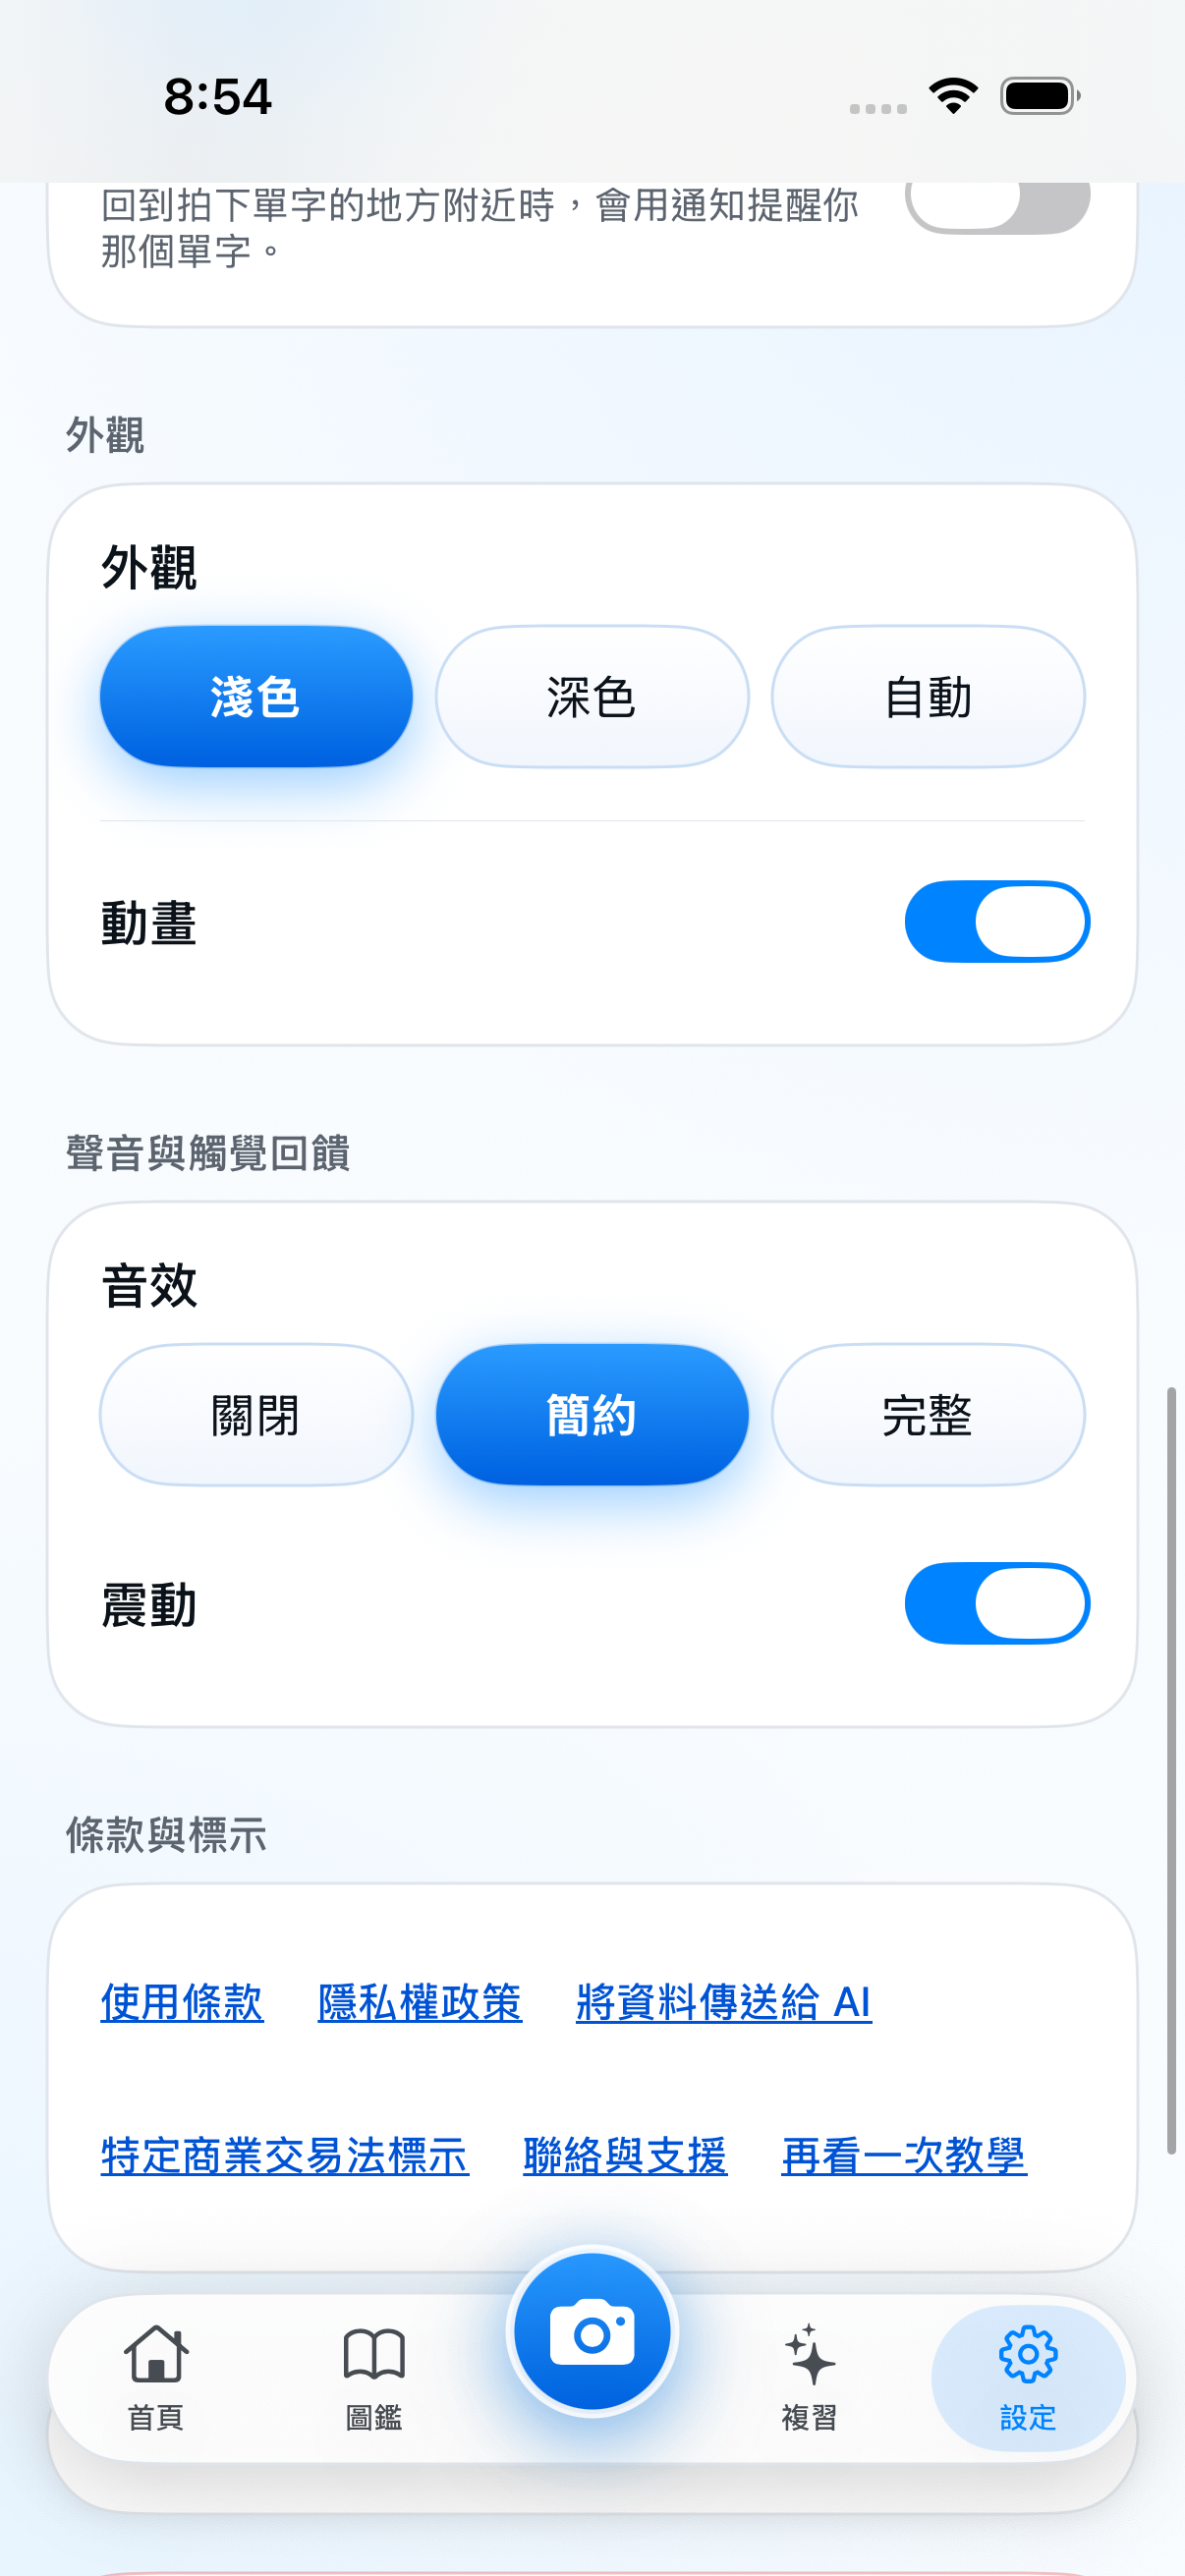 8:54
回到拍下單字的地方附近時，會用通知提醒你
那個單字。
外觀
外觀
淺色 深色 自動
動畫
聲音與觸覺回饋
音效
關閉 簡約 完整
震動
條款與標示
使用條款 隱私權政策 將資料傳送給 AI
特定商業交易法標示 聯絡與支援 再看一次教學
首頁 圖鑑 複習 設定